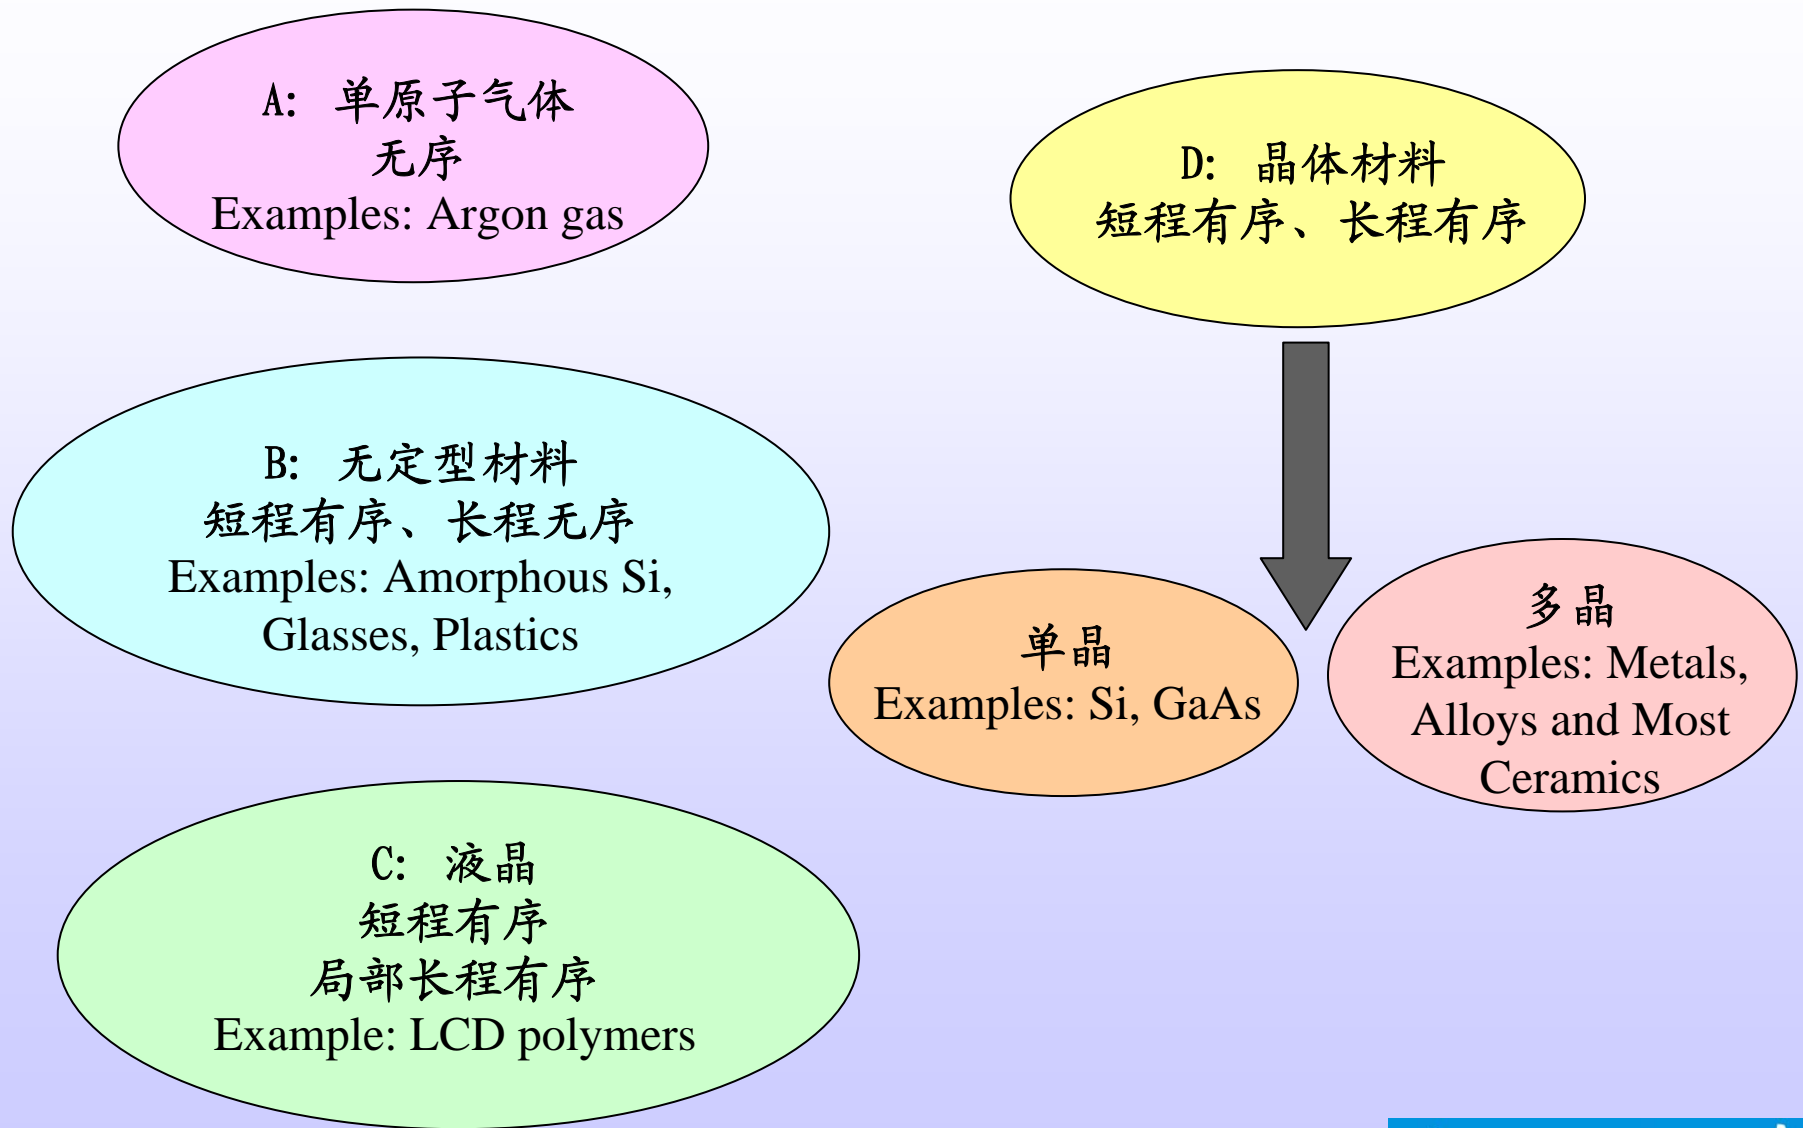 A: 单原子气体
无序
Examples: Argon gas
B: 无定型材料
短程有序、长程无序
Examples: Amorphous Si,
Glasses, Plastics
C: 液晶
短程有序
局部长程有序
Example: LCD polymers
D: 晶体材料
短程有序、长程有序
单晶
Examples: Si, GaAs
多晶
Examples: Metals,
Alloys and Most
Ceramics